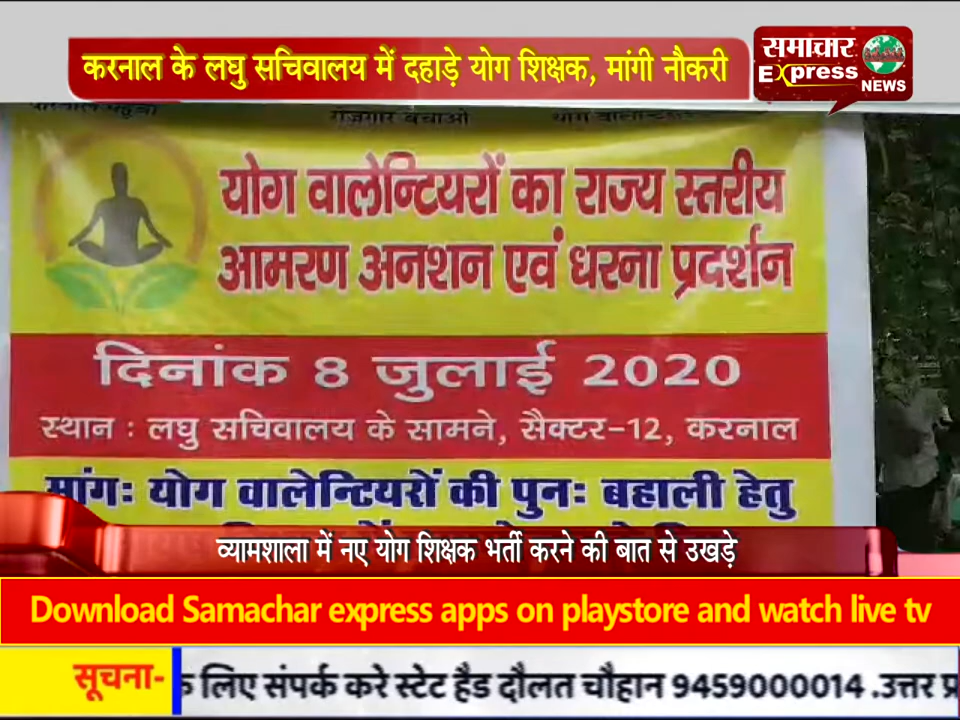 करनाल के लघु सचिवालय में दहाड़े योग शिक्षक, मांगी नौकरी
समाचार
Express
NEWS
योग वालेन्टियरों का राज्य स्तरीय
आमरण अनशन एवं धरना प्रदर्शन
दिनांक 8 जुलाई 2020
स्थान : लघु सचिवालय के सामने, सैक्टर-12, करनाल
मांगः योग वालेन्टियरों की पुनः बहाली हेतु
व्यामशाला में नए योग शिक्षक भर्ती करने की बात से उखड़े
Download Samachar express apps on playstore and watch live tv
सूचना- के लिए संपर्क करे स्टेट हैड दौलत चौहान 9459000014 .उत्तर प्र